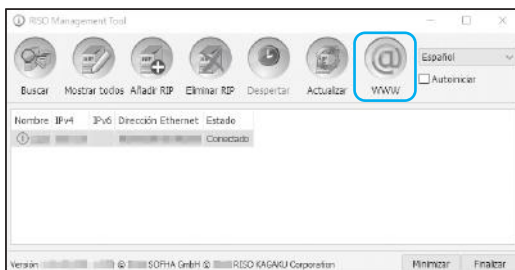 RISO Management Tool
Buscar Mostrar todos Añadir RIP Eliminar RIP Despertar Actualizar WWW
Español
Autoiniciar
Nombre IPv4 IPv6 Dirección Ethernet Estado
Conectado
Versión © SOFHA GmbH © RISO KAGAKU Corporation Minimizar Finalizar